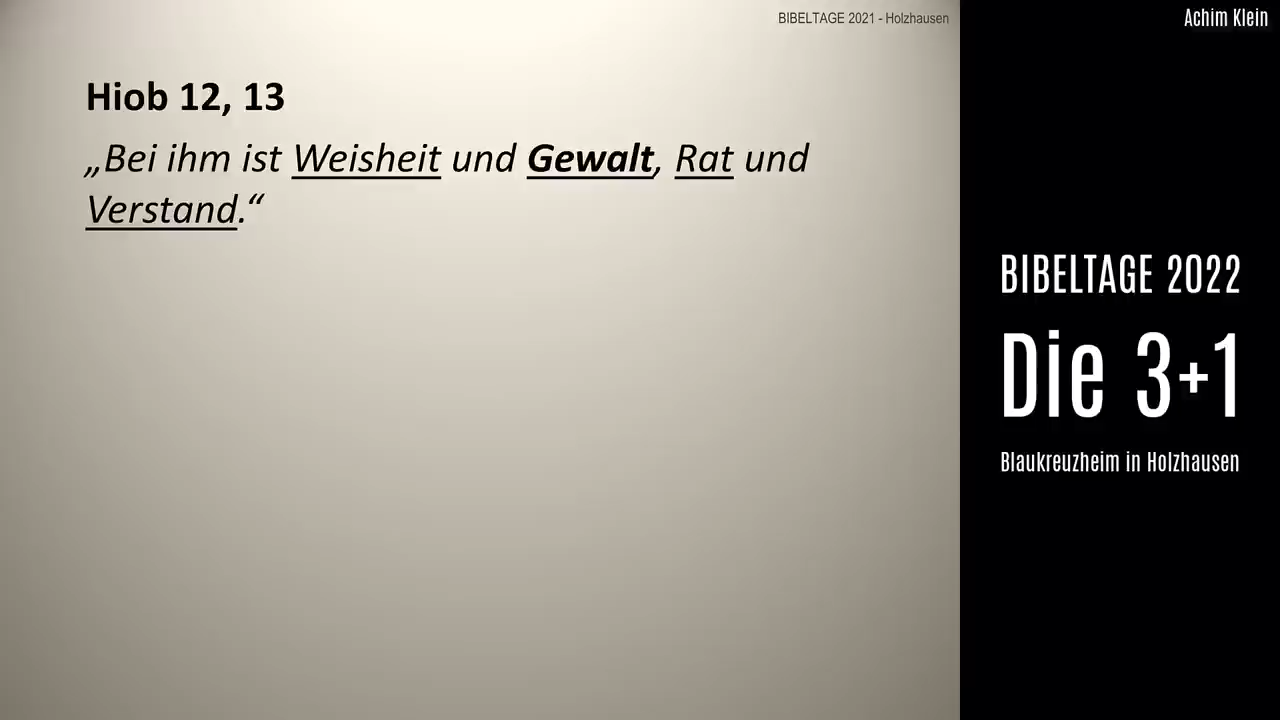 BIBELTAGE 2021 - Holzhausen
Hiob 12, 13
„Bei ihm ist Weisheit und Gewalt, Rat und
Verstand.“
Achim Klein
BIBELTAGE 2022
Die 3+1
Blaukreuzheim in Holzhausen